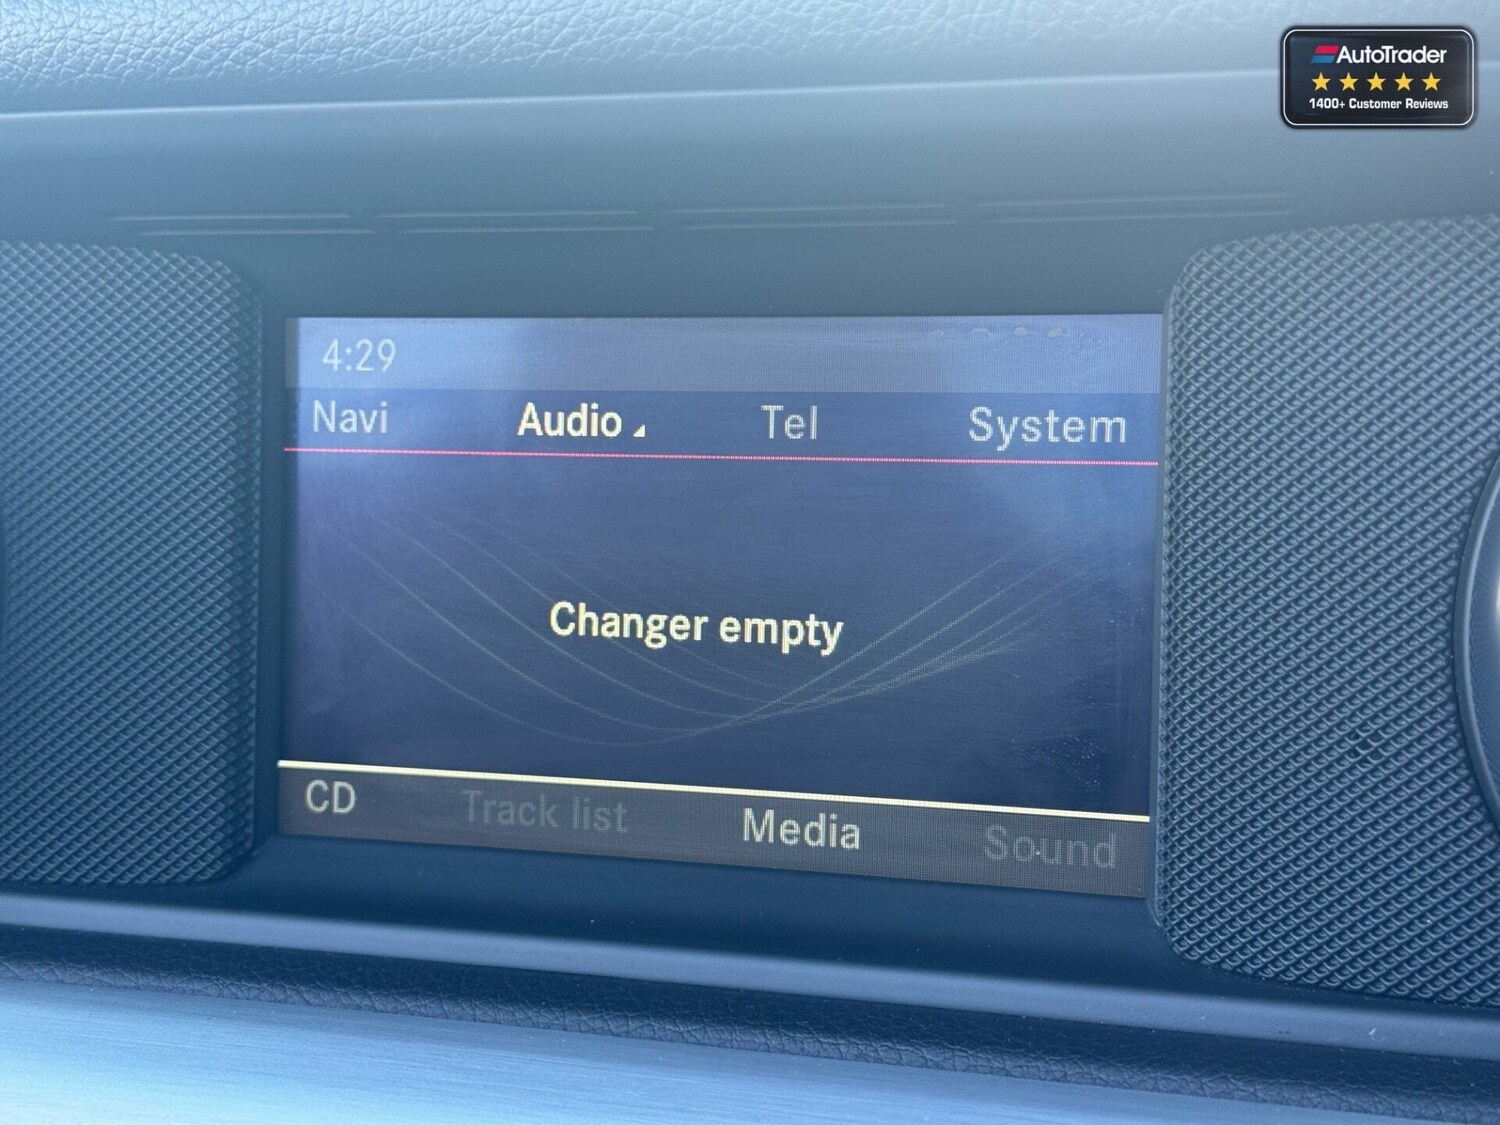 AutoTrader
1400+ Customer Reviews
4:29
Navi Audio Tel System
Changer empty
CD Track list Media Sound